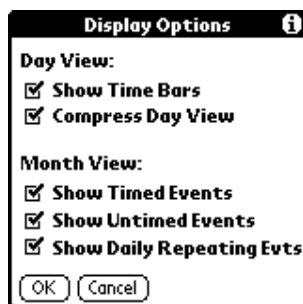 Display Options
Day View:
Show Time Bars
Compress Day View
Month View:
Show Timed Events
Show Untimed Events
Show Daily Repeating Evts
OK Cancel